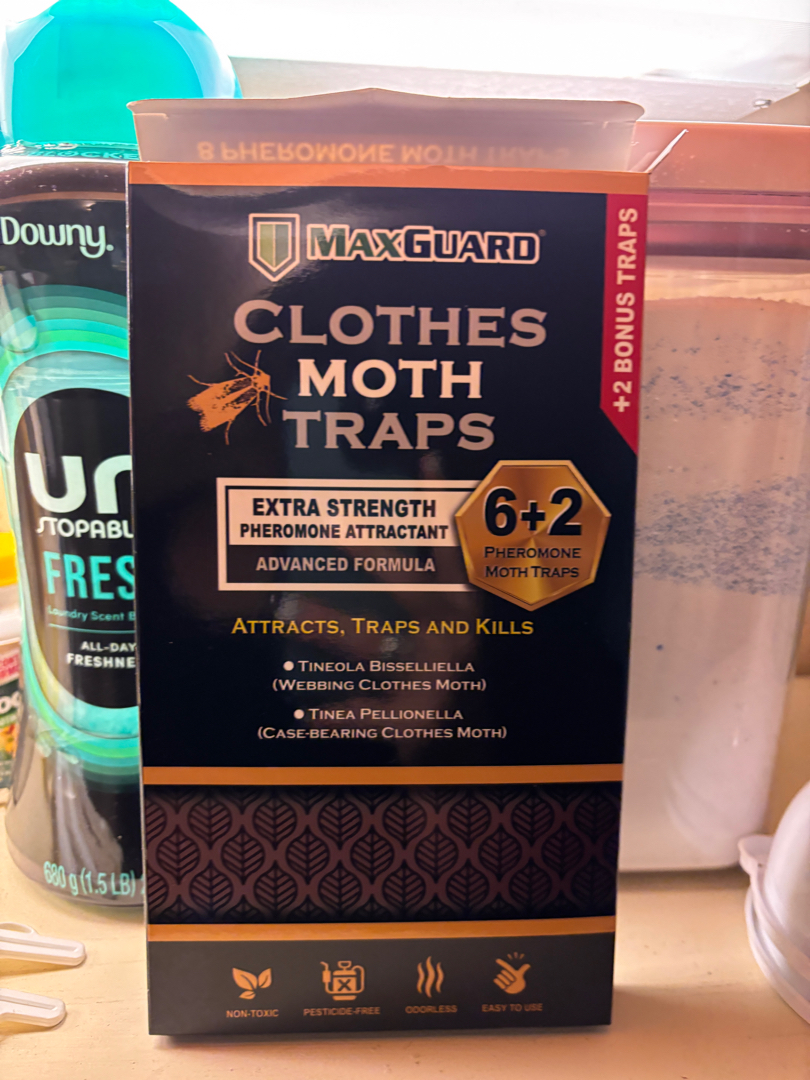 8 PHEROMONE MOTH TRAPS
MAXGUARD
+2 BONUS TRAPS
CLOTHES
MOTH
TRAPS
EXTRA STRENGTH
PHEROMONE ATTRACTANT
ADVANCED FORMULA
6+2
PHEROMONE
MOTH TRAPS
ATTRACTS, TRAPS AND KILLS
• TINEOLA BISSELLIELLA
(WEBBING CLOTHES MOTH)
• TINEA PELLIONELLA
(CASE-BEARING CLOTHES MOTH)
NON-TOXIC
PESTICIDE-FREE
ODORLESS
EASY TO USE
Downy.
un
STOPABL
FRES
Laundry Scent B
ALL-DAY
FRESHNE
680 g (1.5 LB)